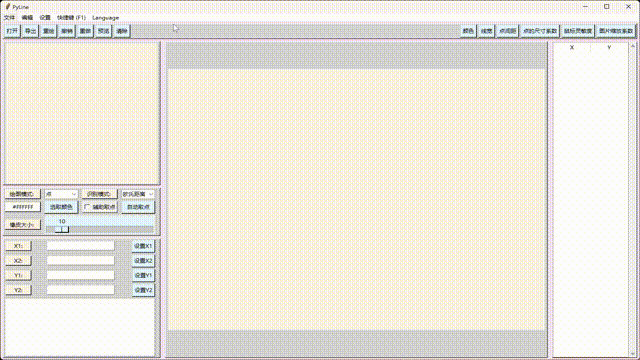 PyLine
文件 编辑 设置 快捷键 (F1) Language
打开 导出 重绘 撤销 重做 预览 清除 颜色 线宽 点间距 点的尺寸系数 鼠标灵敏度 图片缩放系数
X Y
绘图模式: 点 识别模式: 欧氏距离
#FFFFFF 选取颜色 辅助取点 自动取点
橡皮大小: 10
X1: 设置X1
X2: 设置X2
Y1: 设置Y1
Y2: 设置Y2